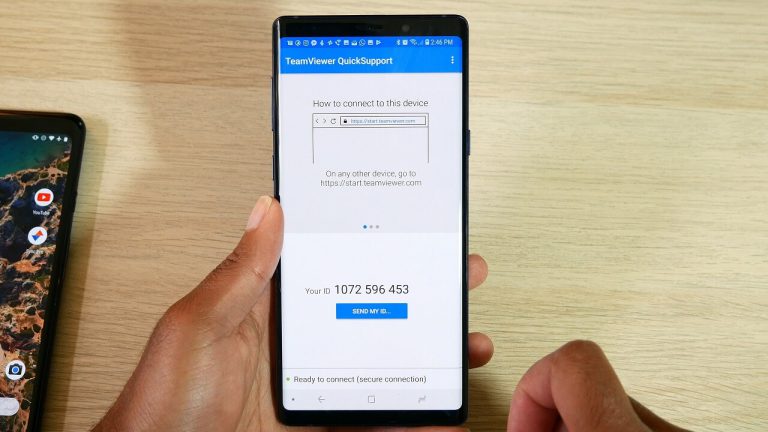 2:46 PM
TeamViewer QuickSupport
How to connect to this device
https://start.teamviewer.com
On any other device, go to
https://start.teamviewer.com
YouTube
Your ID 1072 596 453
SEND MY ID...
Ready to connect (secure connection)